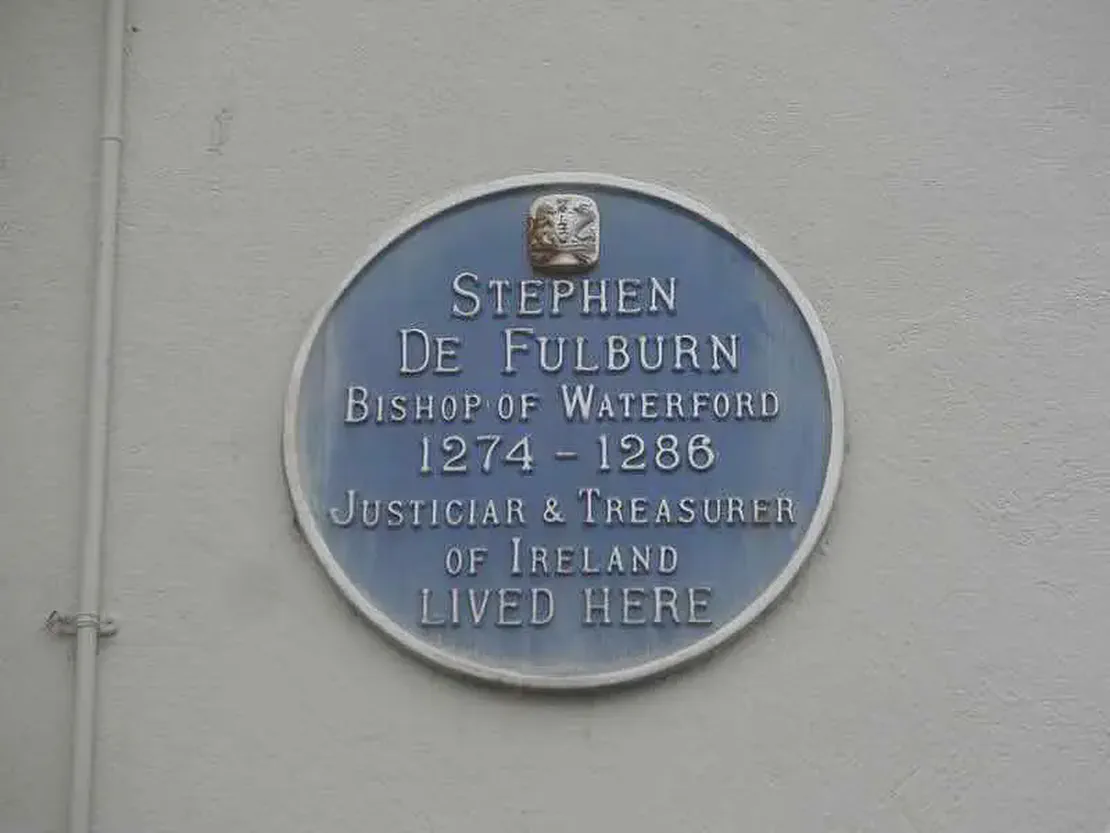 STEPHEN
DE FULBURN
BISHOP OF WATERFORD
1274 - 1286
JUSTICIAR & TREASURER
OF IRELAND
LIVED HERE